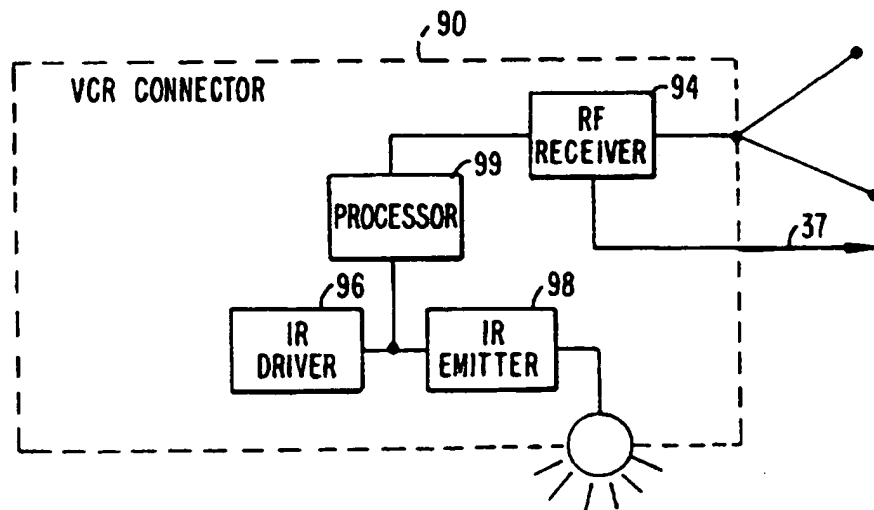 90
VCR CONNECTOR
94
RF
RECEIVER
99
PROCESSOR
37
96
IR
DRIVER
98
IR
EMITTER